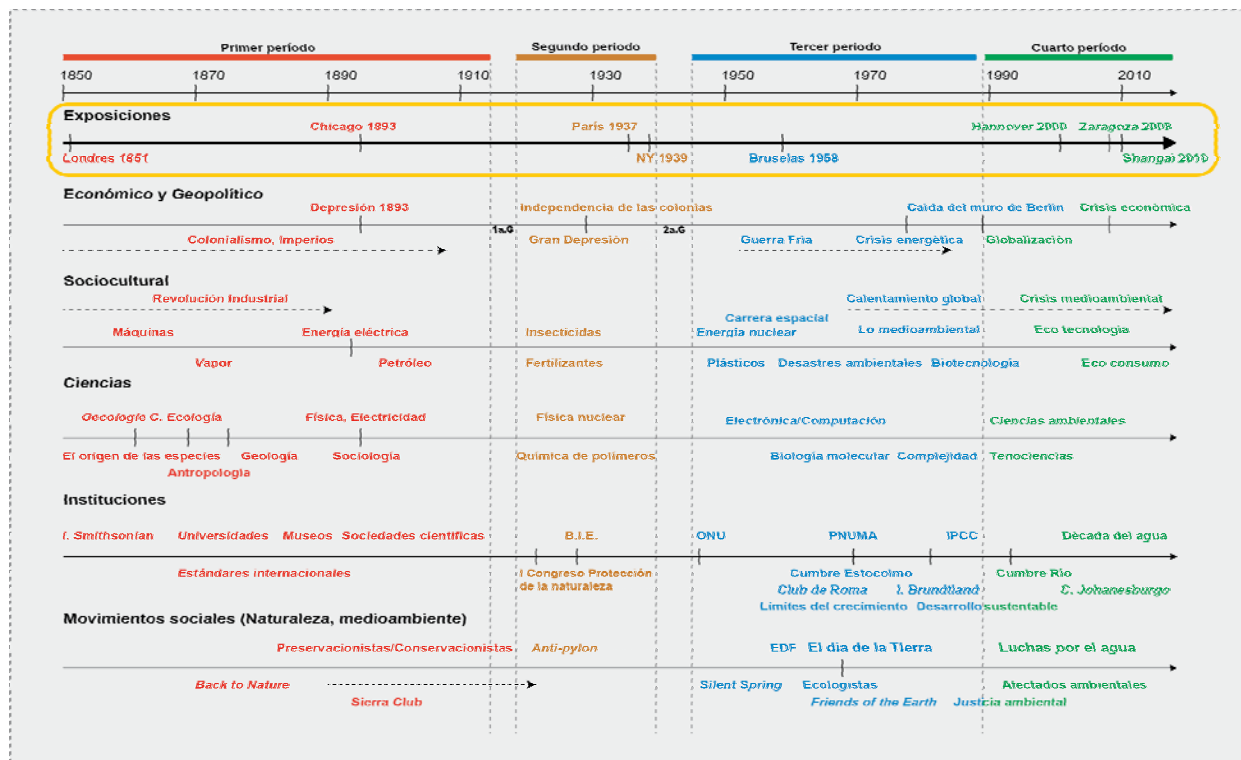 Primer período Segundo periodo Tercer período Cuarto período
1850 1870 1890 1910 1930 1950 1970 1990 2010
Exposiciones
Chicago 1893 París 1937 Hannover 2000 Zaragoza 2008
Londres 1851 NY 1939 Bruselas 1958 Shangai 2010
Económico y Geopolítico
Depresión 1893 Independencia de las colonias Caída del muro de Berlín Crisis económica
1a.G 2a.G
Colonialismo, Imperios Gran Depresión Guerra Fría Crisis energética Globalización
Sociocultural
Revolución Industrial Calentamiento global Crisis medioambiental
Carrera espacial
Máquinas Energía eléctrica Insecticidas Energía nuclear Lo medioambiental Eco tecnología
Vapor Petróleo Fertilizantes Plásticos Desastres ambientales Biotecnología Eco consumo
Ciencias
Oecologie C. Ecología Física, Electricidad Física nuclear Electrónica/Computación Ciencias ambientales
El origen de las especies Geología Sociología Química de polímeros Biología molecular Complejidad Tenociencias
Antropología
Instituciones
I. Smithsonian Universidades Museos Sociedades científicas B.I.E. ONU PNUMA IPCC Década del agua
Estándares internacionales I Congreso Protección Cumbre Estocolmo Cumbre Río
de la naturaleza Club de Roma I. Brundtland C. Johanesburgo
Límites del crecimiento Desarrollo sustentable
Movimientos sociales (Naturaleza, medioambiente)
Preservacionistas/Conservacionistas Anti-pylon EDF El día de la Tierra Luchas por el agua
Back to Nature Silent Spring Ecologistas Afectados ambientales
Sierra Club Friends of the Earth Justicia ambiental